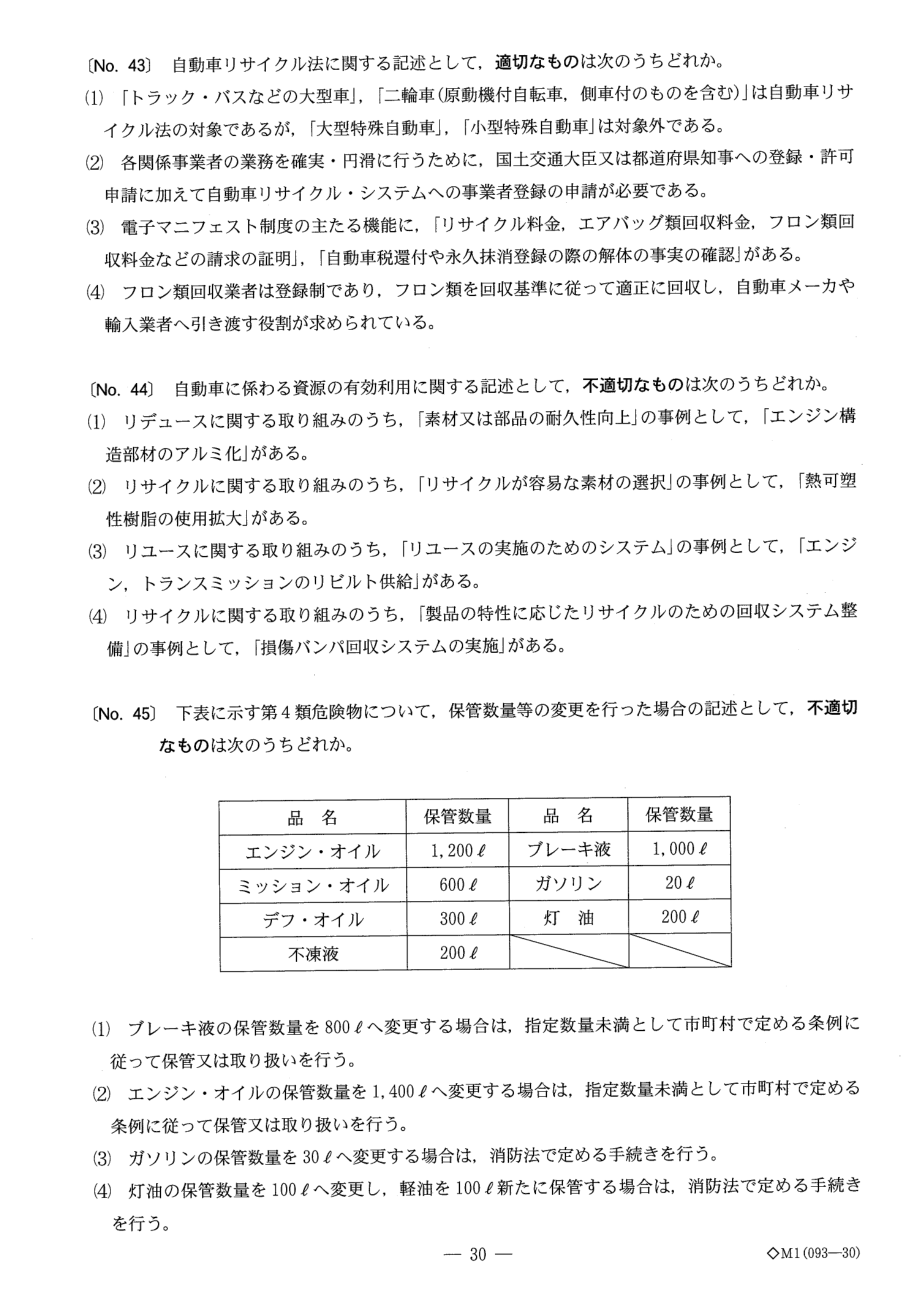 〔No. 43〕 自動車リサイクル法に関する記述として，適切なものは次のうちどれか。
⑴ 「トラック・バスなどの大型車」，「二輪車(原動機付自転車，側車付のものを含む)」は自動車リサ
イクル法の対象であるが，「大型特殊自動車」，「小型特殊自動車」は対象外である。
⑵ 各関係事業者の業務を確実・円滑に行うために，国土交通大臣又は都道府県知事への登録・許可
申請に加えて自動車リサイクル・システムへの事業者登録の申請が必要である。
⑶ 電子マニフェスト制度の主たる機能に，「リサイクル料金，エアバッグ類回収料金，フロン類回
収料金などの請求の証明」，「自動車税還付や永久抹消登録の際の解体の事実の確認」がある。
⑷ フロン類回収業者は登録制であり，フロン類を回収基準に従って適正に回収し，自動車メーカや
輸入業者へ引き渡す役割が求められている。
〔No. 44〕 自動車に係わる資源の有効利用に関する記述として，不適切なものは次のうちどれか。
⑴ リデュースに関する取り組みのうち，「素材又は部品の耐久性向上」の事例として，「エンジン構
造部材のアルミ化」がある。
⑵ リサイクルに関する取り組みのうち，「リサイクルが容易な素材の選択」の事例として，「熱可塑
性樹脂の使用拡大」がある。
⑶ リユースに関する取り組みのうち，「リユースの実施のためのシステム」の事例として，「エンジ
ン，トランスミッションのリビルト供給」がある。
⑷ リサイクルに関する取り組みのうち，「製品の特性に応じたリサイクルのための回収システム整
備」の事例として，「損傷バンパ回収システムの実施」がある。
〔No. 45〕 下表に示す第４類危険物について，保管数量等の変更を行った場合の記述として，不適切
なものは次のうちどれか。
品 名 保管数量 品 名 保管数量
エンジン・オイル 1,200ℓ ブレーキ液 1,000ℓ
ミッション・オイル 600ℓ ガソリン 20ℓ
デフ・オイル 300ℓ 灯 油 200ℓ
不凍液 200ℓ
⑴ ブレーキ液の保管数量を800ℓへ変更する場合は，指定数量未満として市町村で定める条例に
従って保管又は取り扱いを行う。
⑵ エンジン・オイルの保管数量を1,400ℓへ変更する場合は，指定数量未満として市町村で定める
条例に従って保管又は取り扱いを行う。
⑶ ガソリンの保管数量を30ℓへ変更する場合は，消防法で定める手続きを行う。
⑷ 灯油の保管数量を100ℓへ変更し，軽油を100ℓ新たに保管する場合は，消防法で定める手続き
を行う。
— 30 —
◇M1(093—30)